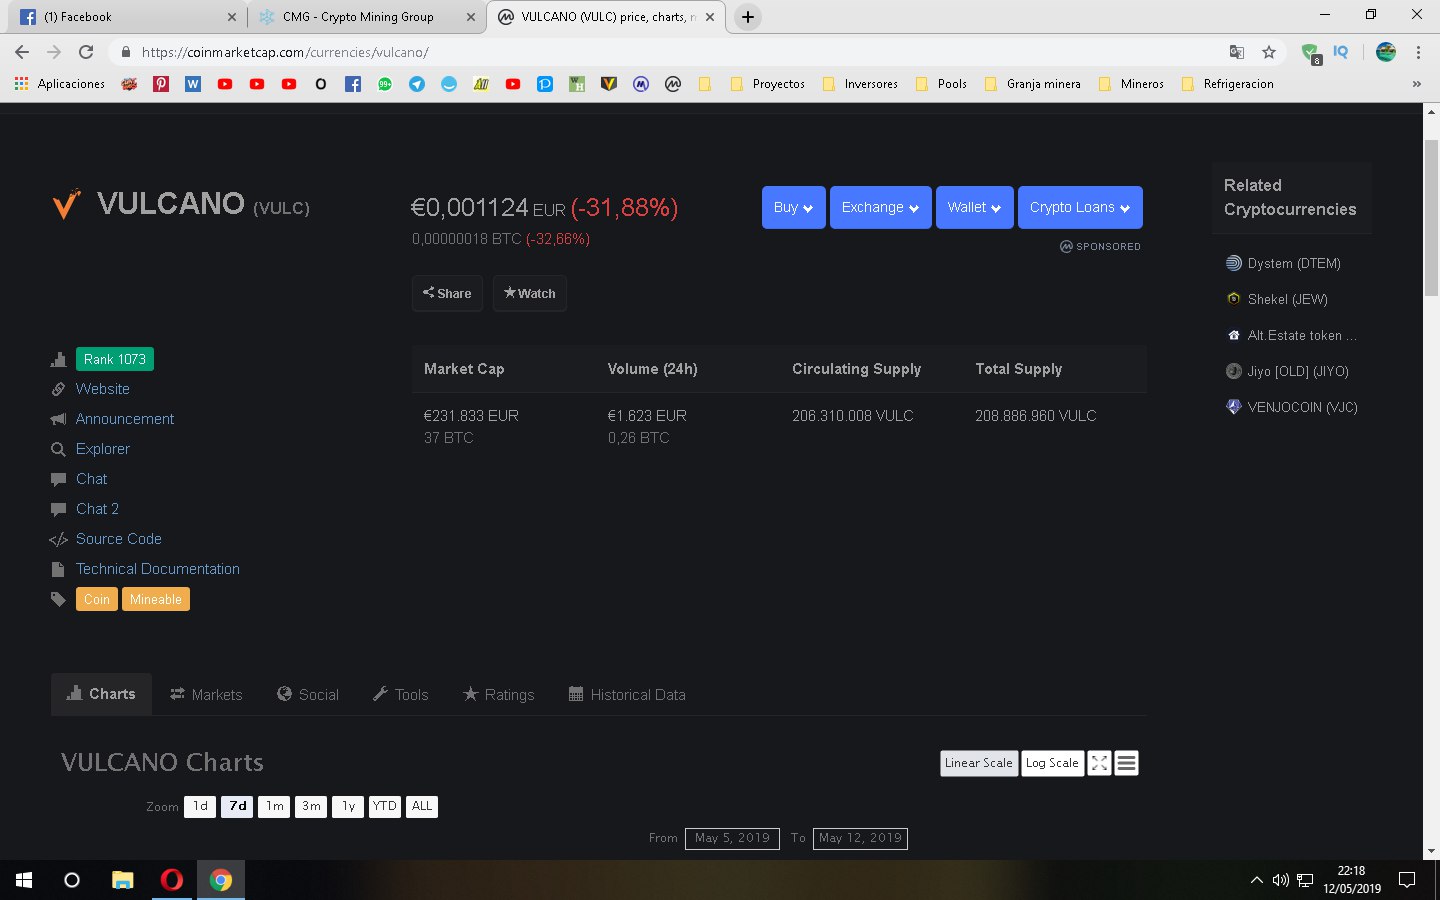 (1) Facebook
CMG - Crypto Mining Group
VULCANO (VULC) price, charts,
https://coinmarketcap.com/currencies/vulcano/
8
Aplicaciones
99+
Proyectos
Inversores
Pools
Granja minera
Mineros
Refrigeracion
VULCANO (VULC)
€0,001124 EUR (-31,88%)
0,00000018 BTC (-32,66%)
Share
Watch
Buy
Exchange
Wallet
Crypto Loans
SPONSORED
Related
Cryptocurrencies
Dystem (DTEM)
Shekel (JEW)
Alt.Estate token ...
Jiyo [OLD] (JIYO)
VENJOCOIN (VJC)
Rank 1073
Website
Announcement
Explorer
Chat
Chat 2
Source Code
Technical Documentation
Coin Mineable
Market Cap Volume (24h) Circulating Supply Total Supply
€231.833 EUR €1.623 EUR 206.310.008 VULC 208.886.960 VULC
37 BTC 0,26 BTC
Charts Markets Social Tools Ratings Historical Data
VULCANO Charts
Linear Scale Log Scale
Zoom 1d 7d 1m 3m 1y YTD ALL
From May 5, 2019 To May 12, 2019
22:18
12/05/2019